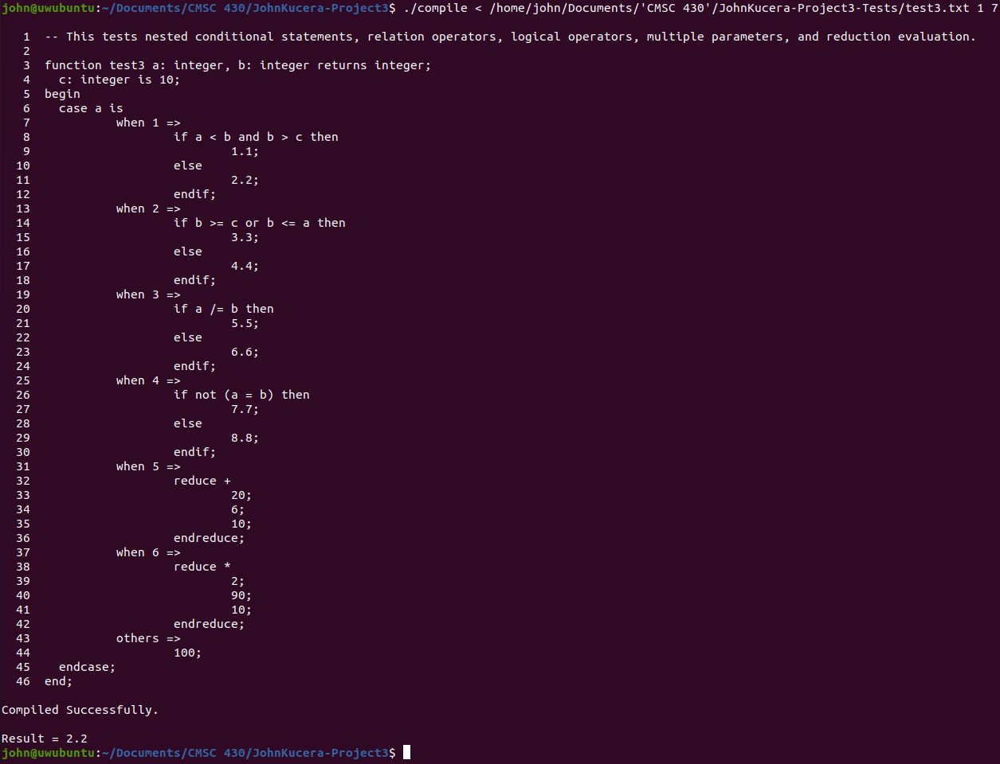 john@uwubuntu:~/Documents/CMSC 430/JohnKucera-Project3$ ./compile < /home/john/Documents/'CMSC 430'/JohnKucera-Project3-Tests/test3.txt 1 7
1 -- This tests nested conditional statements, relation operators, logical operators, multiple parameters, and reduction evaluation.
2
3 function test3 a: integer, b: integer returns integer;
4   c: integer is 10;
5 begin
6   case a is
7           when 1 =>
8                   if a < b and b > c then
9                           1.1;
10                   else
11                           2.2;
12                   endif;
13           when 2 =>
14                   if b >= c or b <= a then
15                           3.3;
16                   else
17                           4.4;
18                   endif;
19           when 3 =>
20                   if a /= b then
21                           5.5;
22                   else
23                           6.6;
24                   endif;
25           when 4 =>
26                   if not (a = b) then
27                           7.7;
28                   else
29                           8.8;
30                   endif;
31           when 5 =>
32                   reduce +
33                           20;
34                           6;
35                           10;
36                   endreduce;
37           when 6 =>
38                   reduce *
39                           2;
40                           90;
41                           10;
42                   endreduce;
43           others =>
44                   100;
45   endcase;
46 end;
Compiled Successfully.
Result = 2.2
john@uwubuntu:~/Documents/CMSC 430/JohnKucera-Project3$